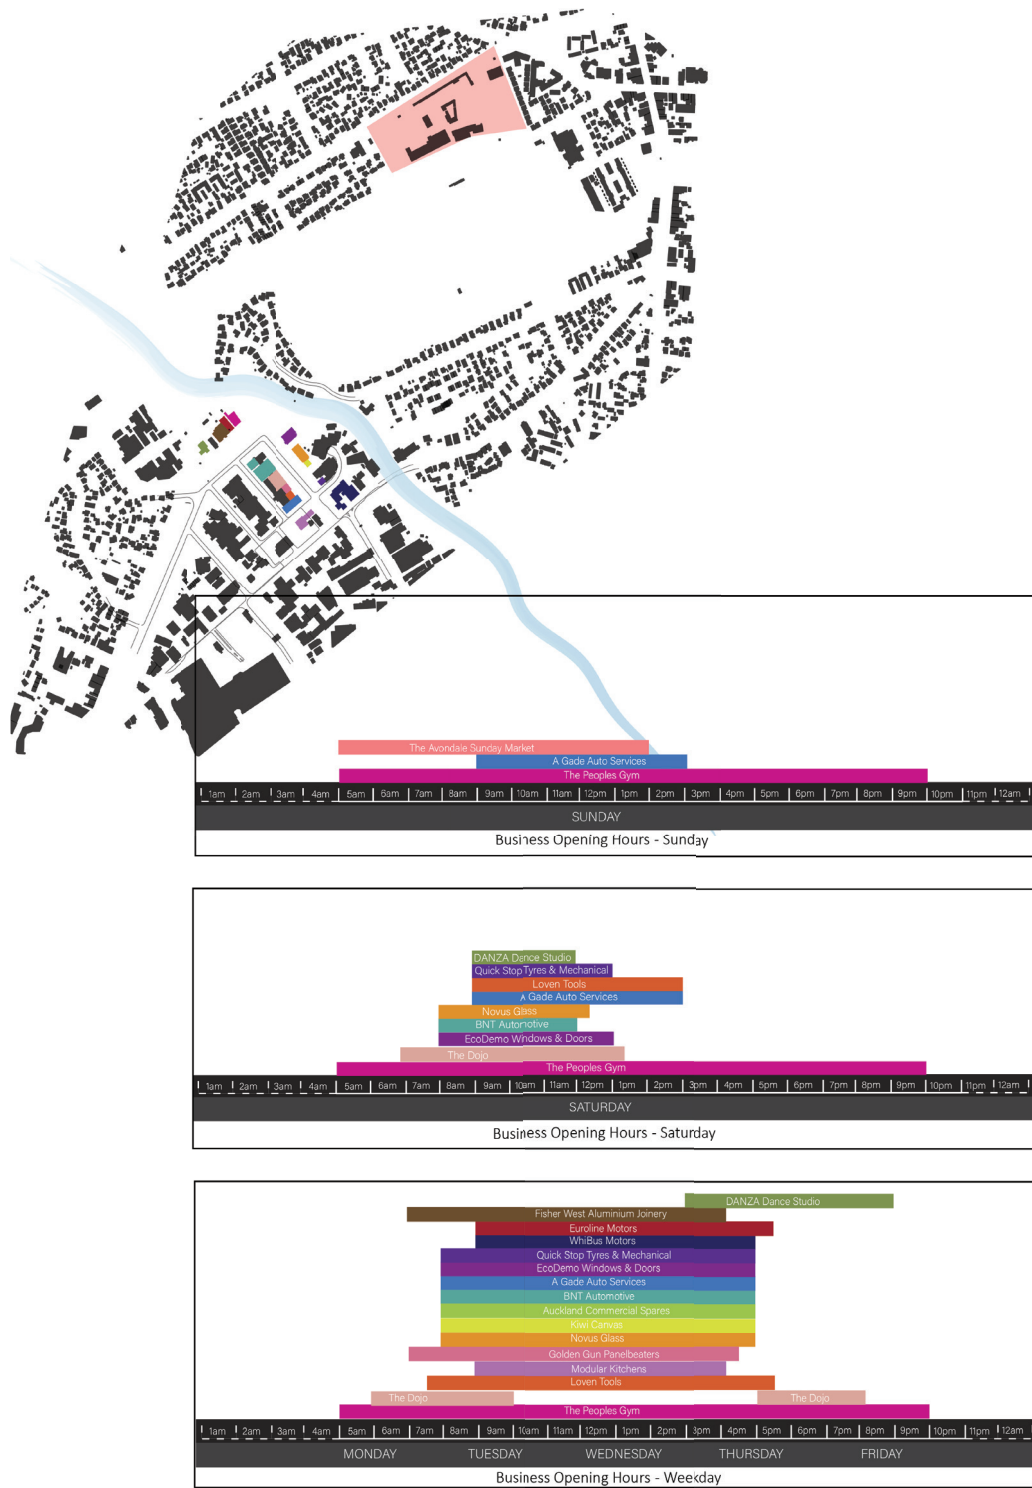 The Avondale Sunday Market
A Gade Auto Services
The Peoples Gym
1am 2am 3am 4am 5am 6am 7am 8am 9am 10am 11am 12pm 1pm 2pm 3pm 4pm 5pm 6pm 7pm 8pm 9pm 10pm 11pm 12am
SUNDAY
Business Opening Hours - Sunday
DANZA Dance Studio
Quick Stop Tyres & Mechanical
Loven Tools
A Gade Auto Services
Novus Glass
BNT Automotive
EcoDemo Windows & Doors
The Dojo
The Peoples Gym
1am 2am 3am 4am 5am 6am 7am 8am 9am 10am 11am 12pm 1pm 2pm 3pm 4pm 5pm 6pm 7pm 8pm 9pm 10pm 11pm 12am
SATURDAY
Business Opening Hours - Saturday
DANZA Dance Studio
Fisher West Aluminium Joinery
Euroline Motors
WhiBus Motors
Quick Stop Tyres & Mechanical
EcoDemo Windows & Doors
A Gade Auto Services
BNT Automotive
Auckland Commercial Spares
Kiwi Canvas
Novus Glass
Golden Gun Panelbeaters
Modular Kitchens
Loven Tools
The Dojo The Dojo
The Peoples Gym
1am 2am 3am 4am 5am 6am 7am 8am 9am 10am 11am 12pm 1pm 2pm 3pm 4pm 5pm 6pm 7pm 8pm 9pm 10pm 11pm 12am
MONDAY TUESDAY WEDNESDAY THURSDAY FRIDAY
Business Opening Hours - Weekday